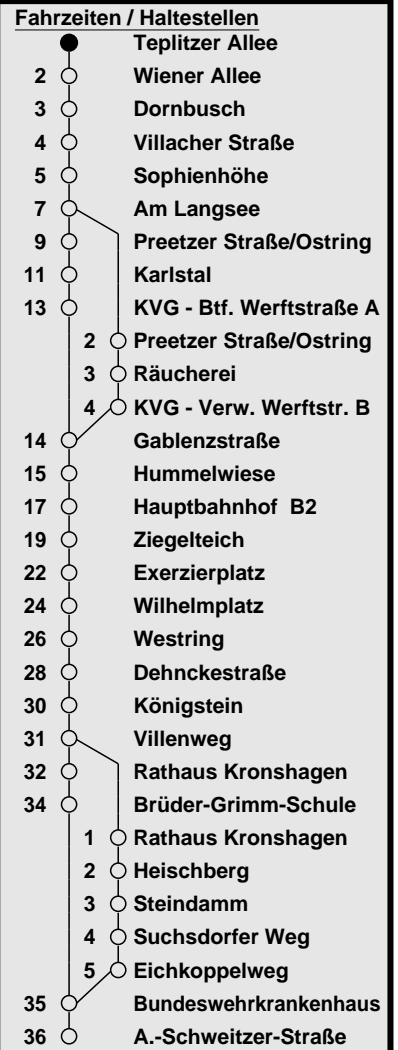 Fahrzeiten / Haltestellen
Teplitzer Allee
2 Wiener Allee
3 Dornbusch
4 Villacher Straße
5 Sophienhöhe
7 Am Langsee
9 Preetzer Straße/Ostring
11 Karlstal
13 KVG - Btf. Werftstraße A
2 Preetzer Straße/Ostring
3 Räucherei
4 KVG - Verw. Werftstr. B
14 Gablenzstraße
15 Hummelwiese
17 Hauptbahnhof B2
19 Ziegelteich
22 Exerzierplatz
24 Wilhelmplatz
26 Westring
28 Dehnckestraße
30 Königstein
31 Villenweg
32 Rathaus Kronshagen
34 Brüder-Grimm-Schule
1 Rathaus Kronshagen
2 Heischberg
3 Steindamm
4 Suchsdorfer Weg
5 Eichkoppelweg
35 Bundeswehrkrankenhaus
36 A.-Schweitzer-Straße